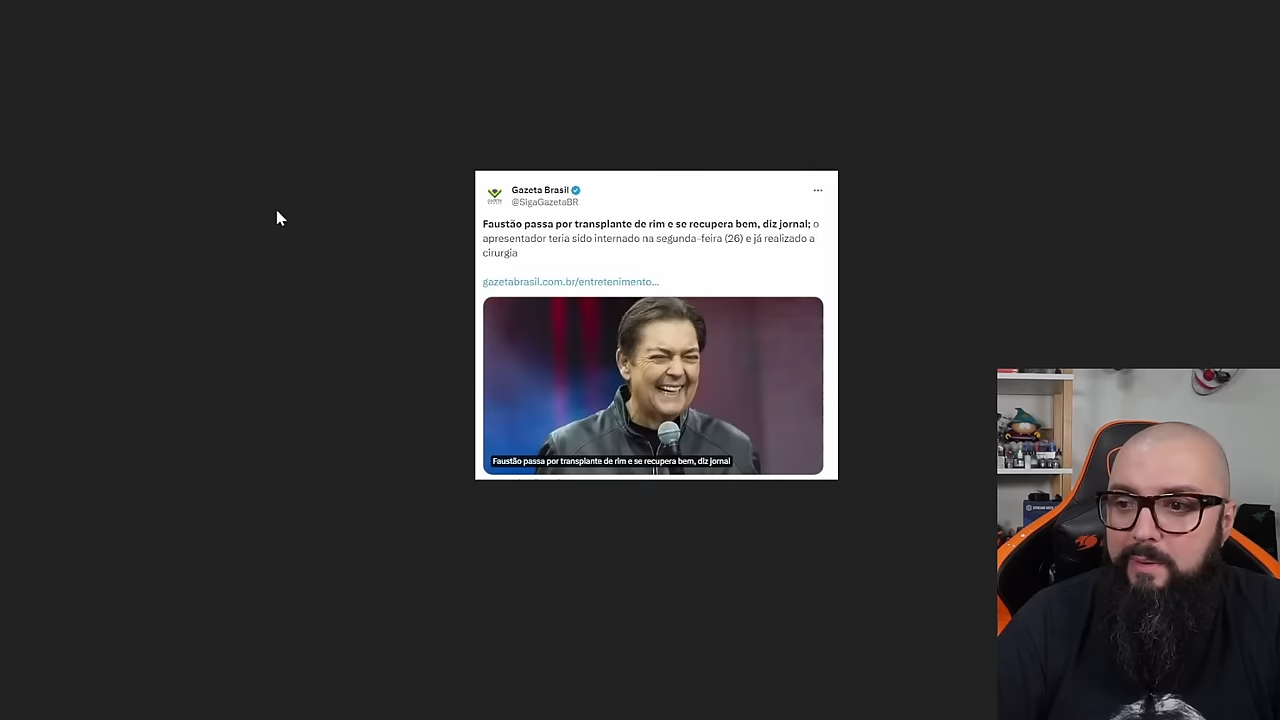 Gazeta Brasil
@SigaGazetaBR
Faustão passa por transplante de rim e se recupera bem, diz jornal; o
apresentador teria sido internado na segunda-feira (26) e já realizado a
cirurgia
gazetabrasil.com.br/entretenimento...
Faustão passa por transplante de rim e se recupera bem, diz jornal